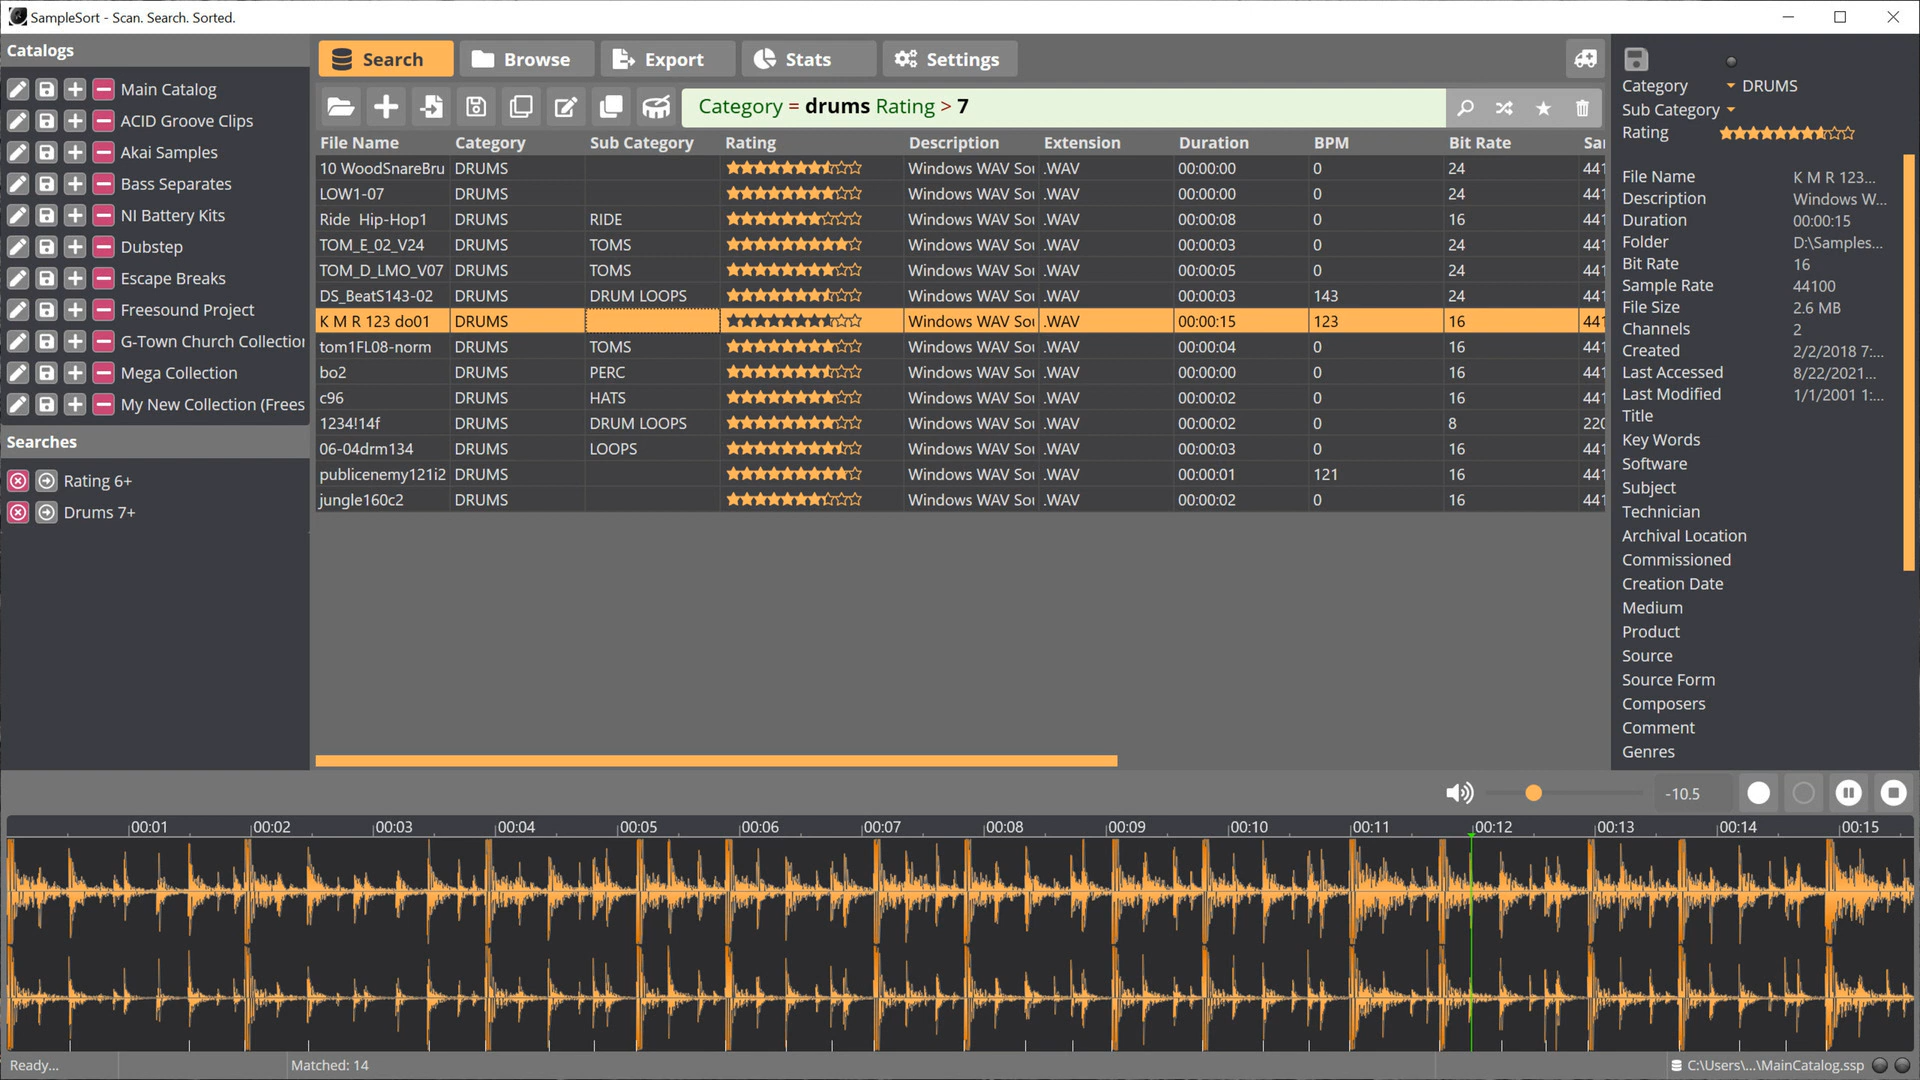 SampleSort - Scan. Search. Sorted.
Catalogs
Main Catalog
ACID Groove Clips
Akai Samples
Bass Separates
NI Battery Kits
Dubstep
Escape Breaks
Freesound Project
G-Town Church Collection
Mega Collection
My New Collection (Frees
Searches
Rating 6+
Drums 7+
Search Browse Export Stats Settings
Category = drums Rating > 7
File Name Category Sub Category Rating Description Extension Duration BPM Bit Rate Sa
10 WoodSnareBru DRUMS Windows WAV Sou .WAV 00:00:00 0 24 441
LOW1-07 DRUMS Windows WAV Sou .WAV 00:00:00 0 24 441
Ride Hip-Hop1 DRUMS RIDE Windows WAV Sou .WAV 00:00:08 0 16 441
TOM_E_02_V24 DRUMS TOMS Windows WAV Sou .WAV 00:00:03 0 24 441
TOM_D_LMO_V07 DRUMS TOMS Windows WAV Sou .WAV 00:00:05 0 24 441
DS_BeatS143-02 DRUMS DRUM LOOPS Windows WAV Sou .WAV 00:00:03 143 24 441
K M R 123 do01 DRUMS Windows WAV Sou .WAV 00:00:15 123 16 441
tom1FL08-norm DRUMS TOMS Windows WAV Sou .WAV 00:00:04 0 16 441
bo2 DRUMS PERC Windows WAV Sou .WAV 00:00:00 0 16 441
c96 DRUMS HATS Windows WAV Sou .WAV 00:00:02 0 16 441
1234!14f DRUMS DRUM LOOPS Windows WAV Sou .WAV 00:00:02 0 8 220
06-04drm134 DRUMS LOOPS Windows WAV Sou .WAV 00:00:03 0 16 441
publicenemy121i2 DRUMS Windows WAV Sou .WAV 00:00:01 121 16 441
jungle160c2 DRUMS Windows WAV Sou .WAV 00:00:02 0 16 441
Category DRUMS
Sub Category
Rating
File Name K M R 123...
Description Windows W...
Duration 00:00:15
Folder D:\Samples...
Bit Rate 16
Sample Rate 44100
File Size 2.6 MB
Channels 2
Created 2/2/2018 7:...
Last Accessed 8/22/2021...
Last Modified 1/1/2001 1:...
Title
Key Words
Software
Subject
Technician
Archival Location
Commissioned
Creation Date
Medium
Product
Source
Source Form
Composers
Comment
Genres
-10.5
00:01 00:02 00:03 00:04 00:05 00:06 00:07 00:08 00:09 00:10 00:11 00:12 00:13 00:14 00:15
Ready... Matched: 14 C:\Users\...\MainCatalog.ssp